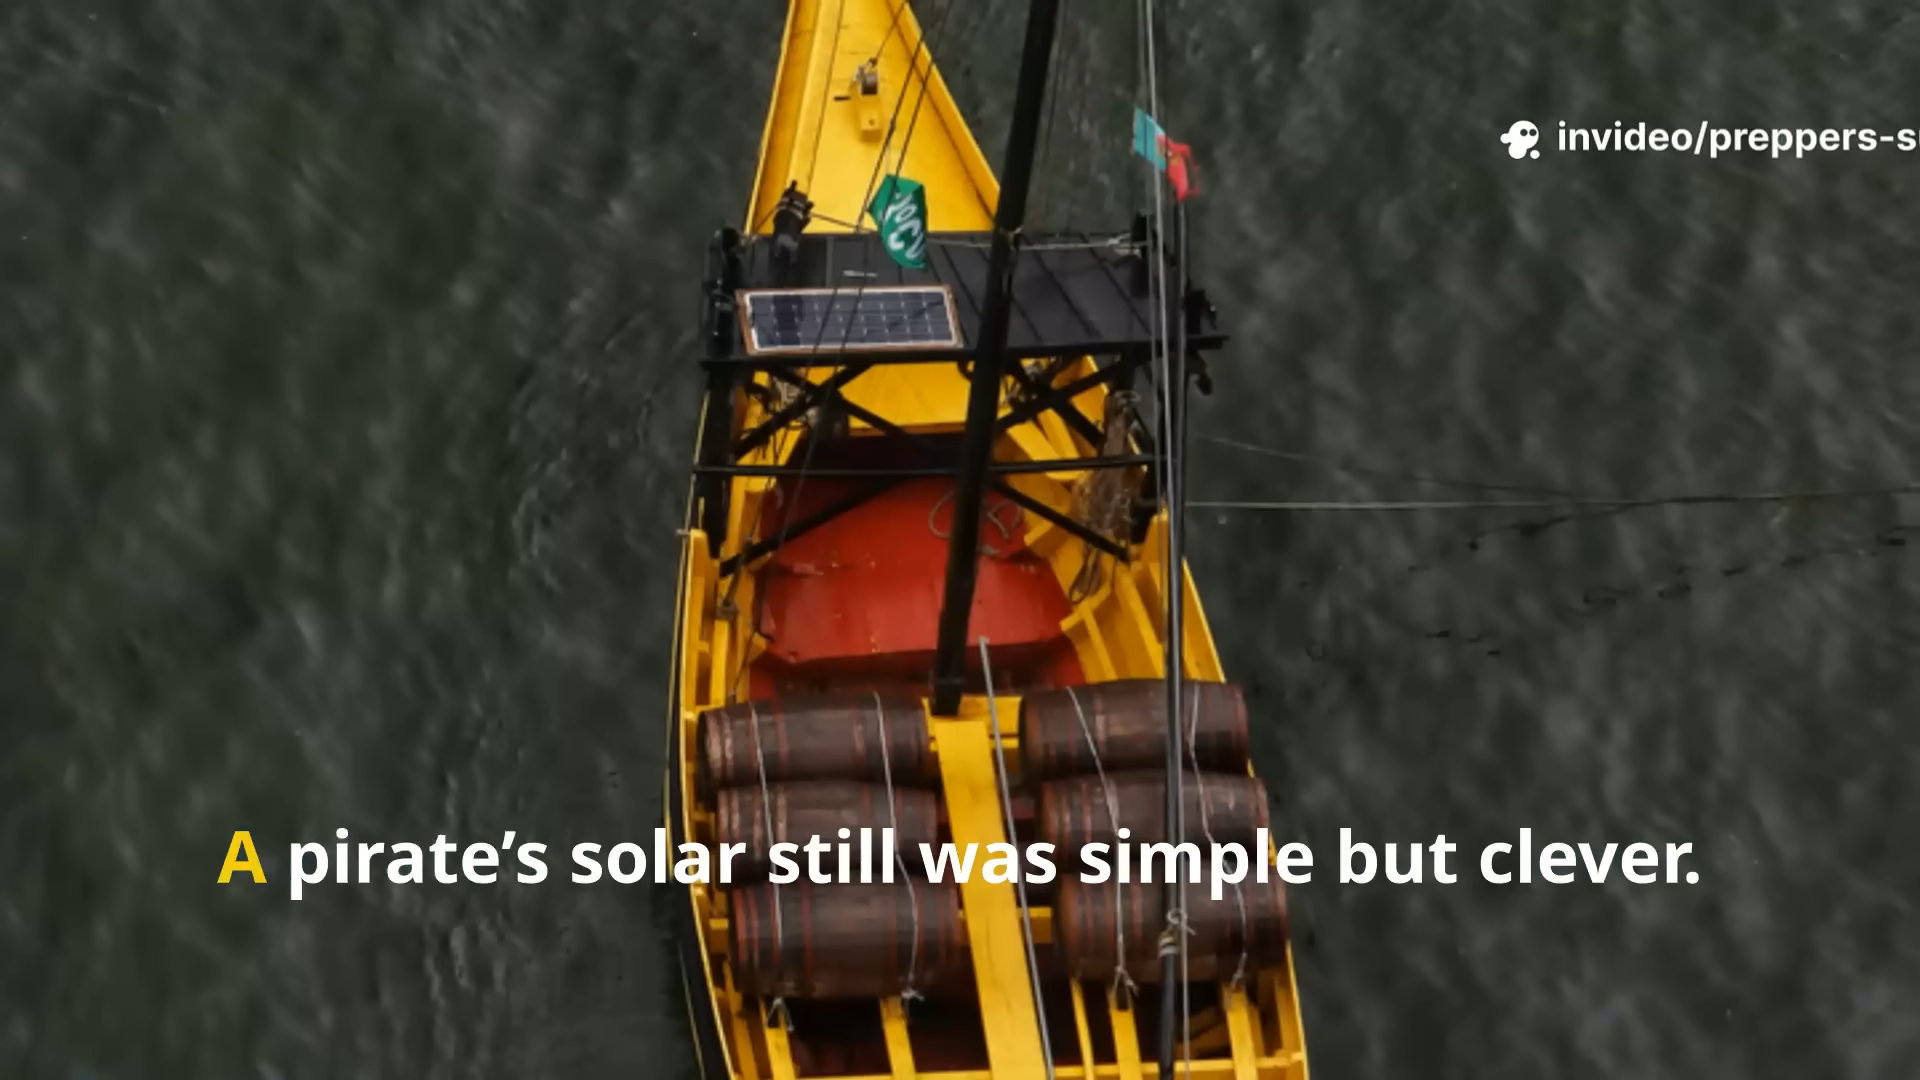 invideo/preppers-s
A pirate’s solar still was simple but clever.